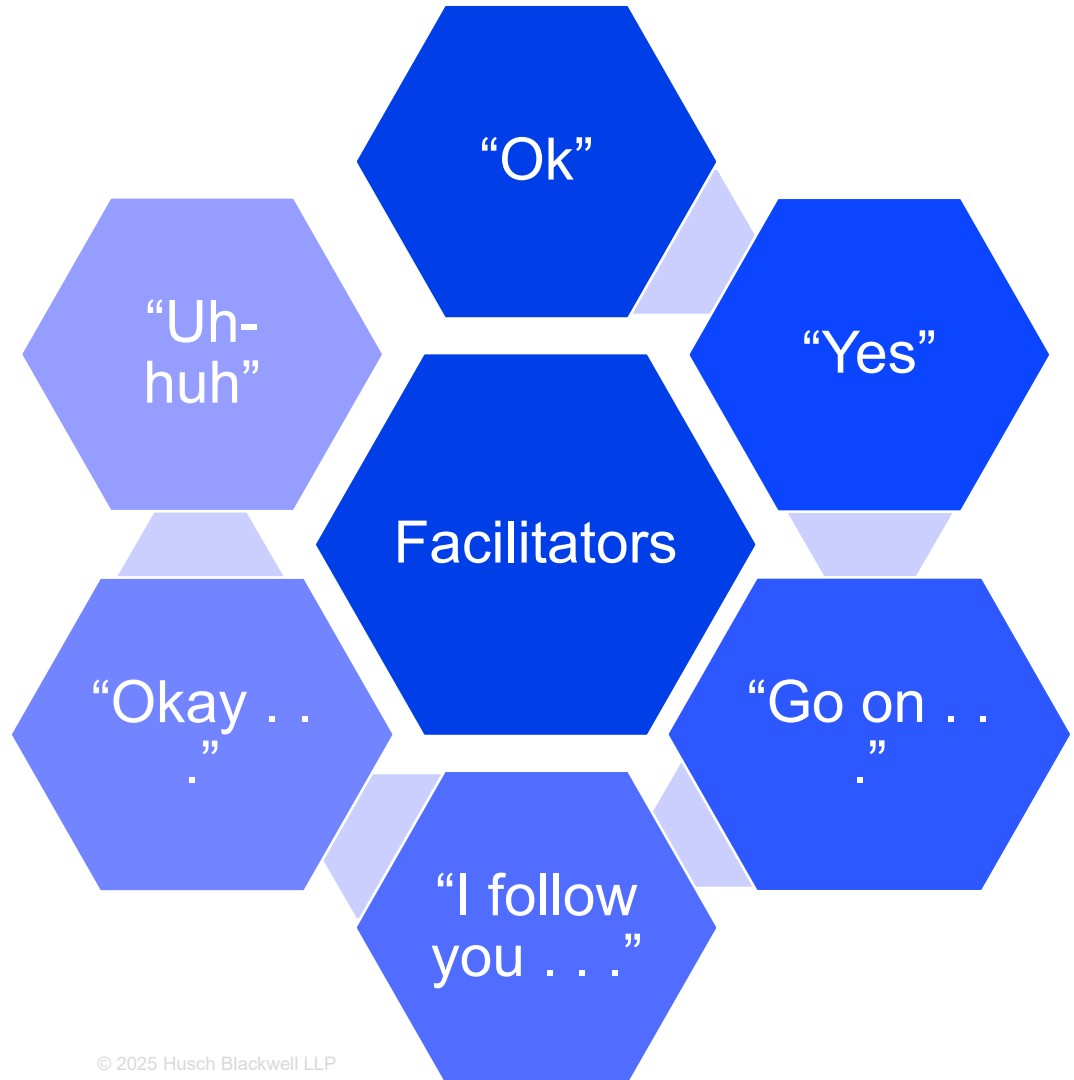 “Ok”
“Yes”
“Go on . .
.”
“I follow
you . . .”
“Okay . .
.”
“Uh-
huh”
Facilitators
© 2025 Husch Blackwell LLP